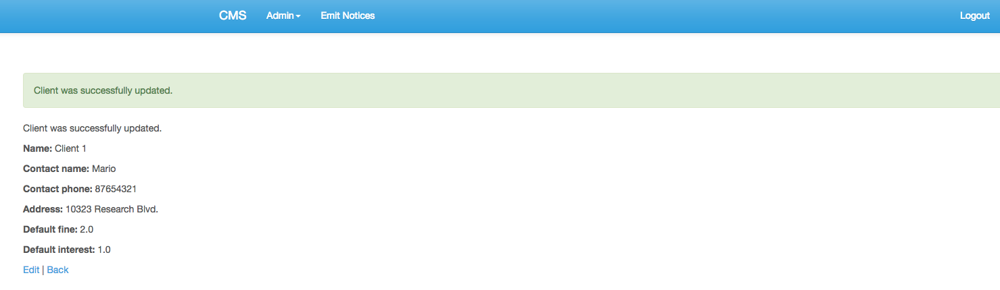 CMS Admin Emit Notices Logout
Client was successfully updated.
Client was successfully updated.
Name: Client 1
Contact name: Mario
Contact phone: 87654321
Address: 10323 Research Blvd.
Default fine: 2.0
Default interest: 1.0
Edit | Back